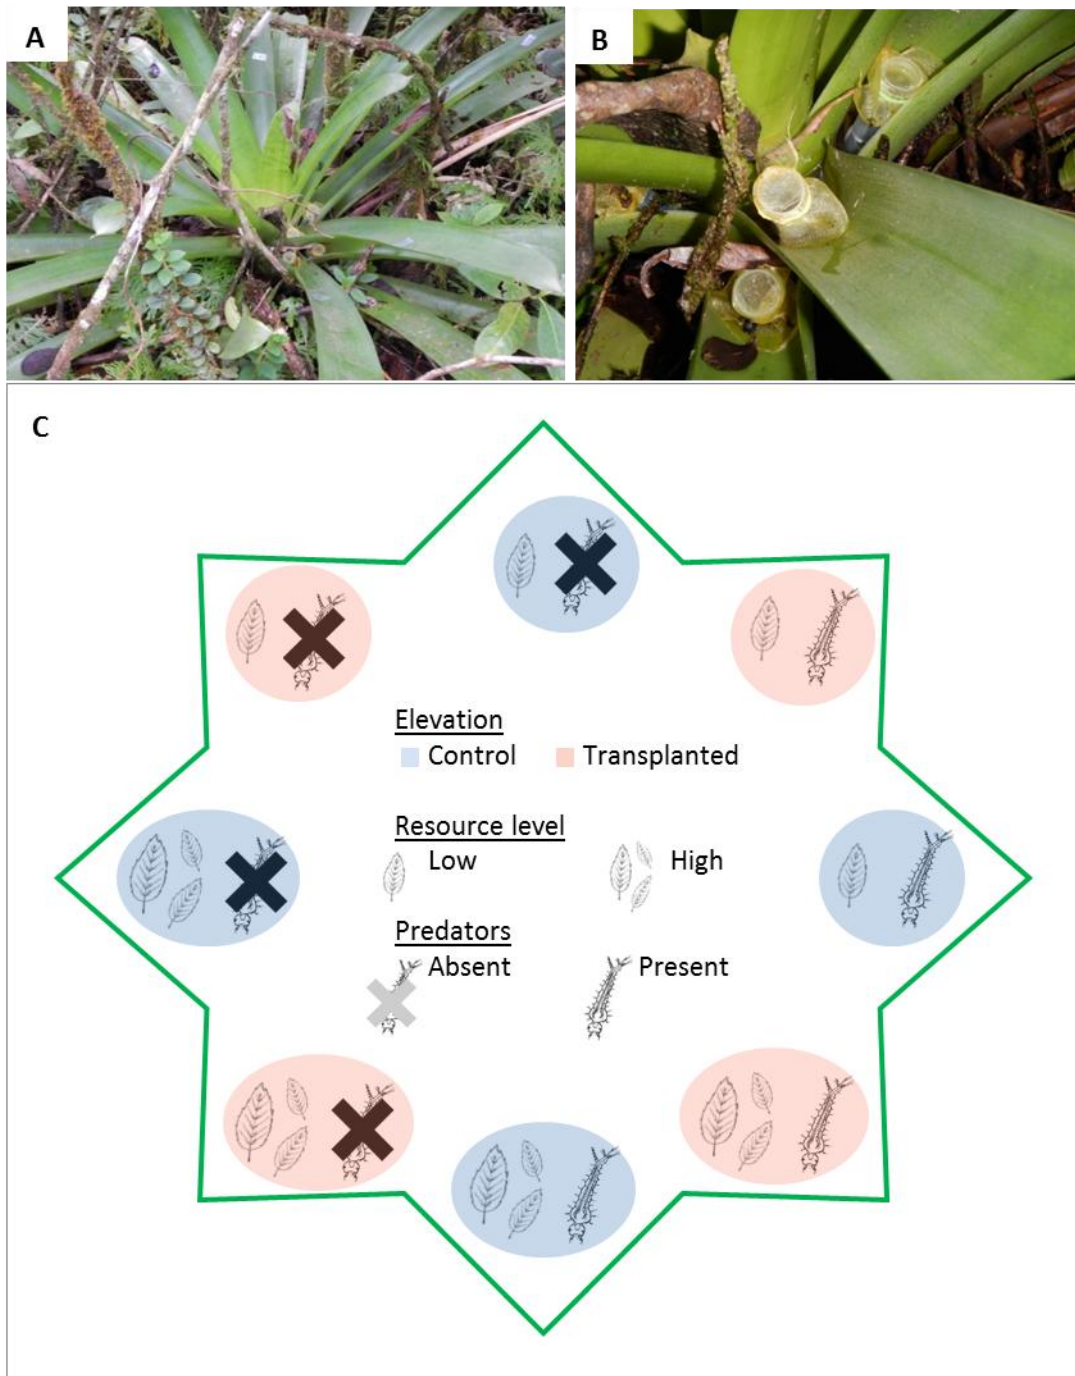 A
B
C
Elevation
Control Transplanted
Resource level
Low High
Predators
Absent Present